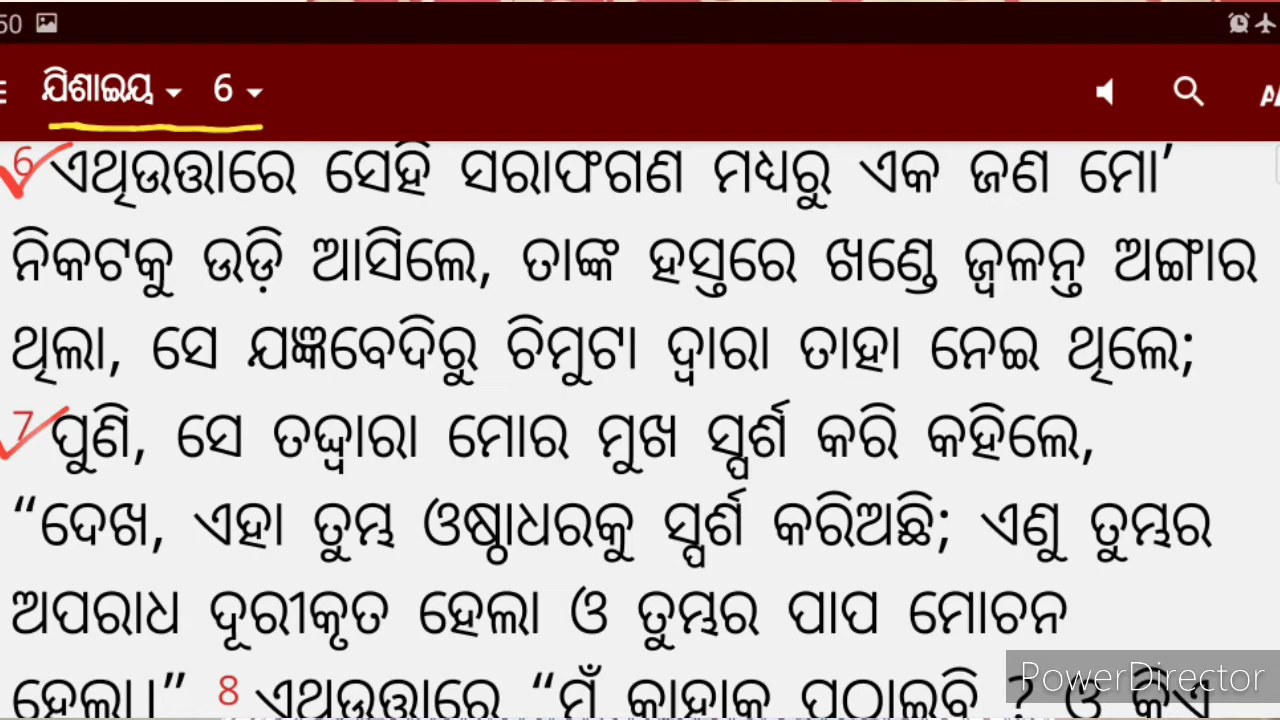 50
ଯିଶାଇୟ 6
6 ଏଥିଉତ୍ତାରେ ସେହି ସରାଫଗଣ ମଧ୍ୟରୁ ଏକ ଜଣ ମୋ’
ନିକଟକୁ ଉଡ଼ି ଆସିଲେ, ତାଙ୍କ ହସ୍ତରେ ଖଣ୍ଡେ ଜ୍ୱଳନ୍ତ ଅଙ୍ଗାର
ଥିଲା, ସେ ଯଜ୍ଞବେଦିରୁ ଚିମୁଟା ଦ୍ୱାରା ତାହା ନେଇ ଥିଲେ;
7 ପୁଣି, ସେ ତଦ୍ଦ୍ୱାରା ମୋର ମୁଖ ସ୍ପର୍ଶ କରି କହିଲେ,
“ଦେଖ, ଏହା ତୁମ୍ଭ ଓଷ୍ଠାଧରକୁ ସ୍ପର୍ଶ କରିଅଛି; ଏଣୁ ତୁମ୍ଭର
ଅପରାଧ ଦୂରୀକୃତ ହେଲା ଓ ତୁମ୍ଭର ପାପ ମୋଚନ
ହେଲା।” 8 ଏଥିଉତ୍ତାରେ “ମୁଁ କାହାକୁ ପଠାଇବି ? ଓ କିଏ
PowerDirector